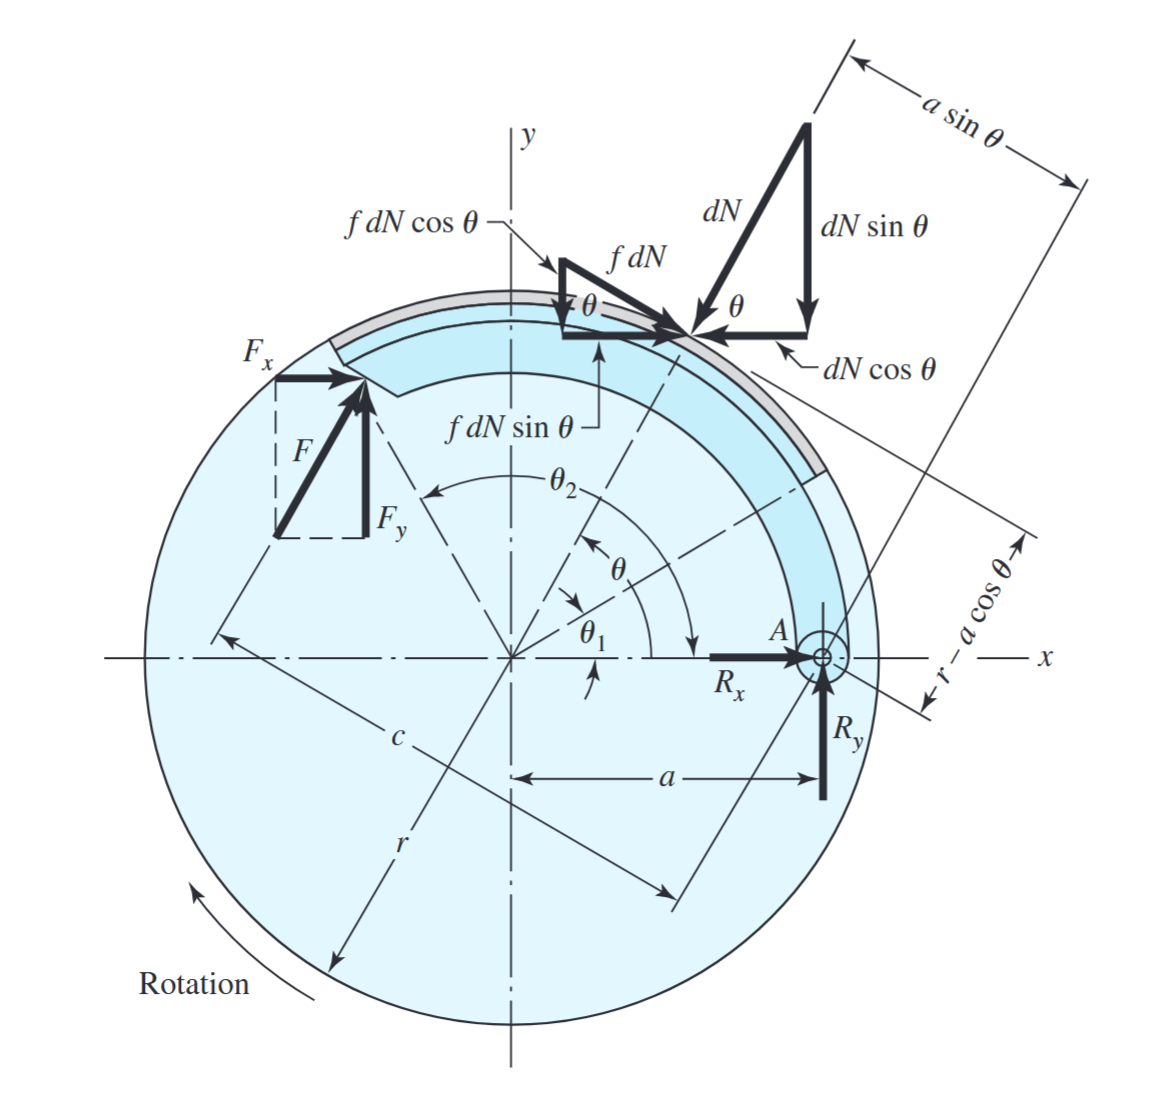 y
a sin θ
f dN cos θ
dN
dN sin θ
f dN
θ
θ
F_x
dN cos θ
F
f dN sin θ
θ_2
F_y
θ
r – a cos θ
θ_1
A
x
R_x
R_y
c
a
r
Rotation